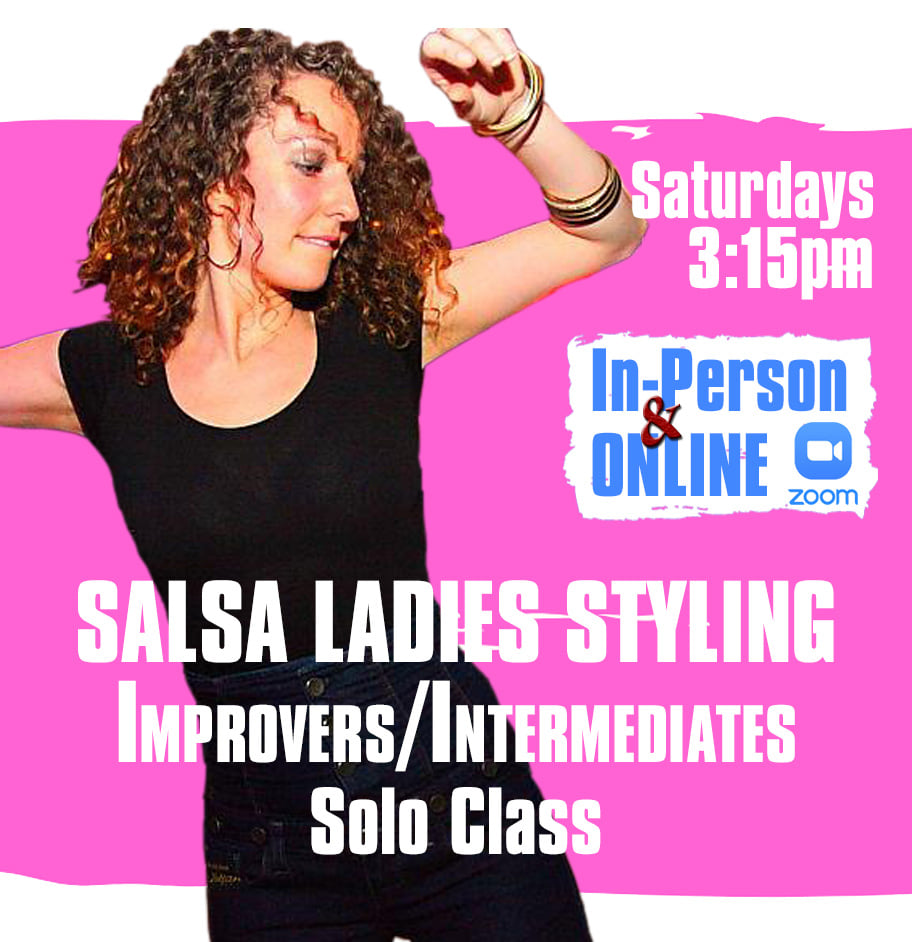 Saturdays
3:15pm
In-Person
&
ONLINE
zoom
SALSA LADIES STYLING
IMPROVERS/INTERMEDIATES
Solo Class